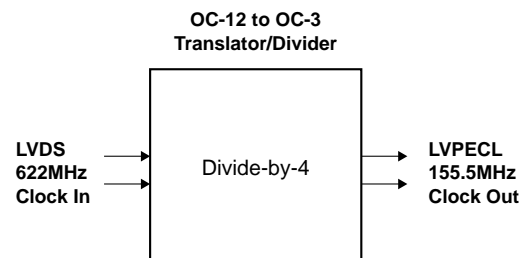 OC-12 to OC-3
Translator/Divider
LVDS
622MHz
Clock In
Divide-by-4
LVPECL
155.5MHz
Clock Out